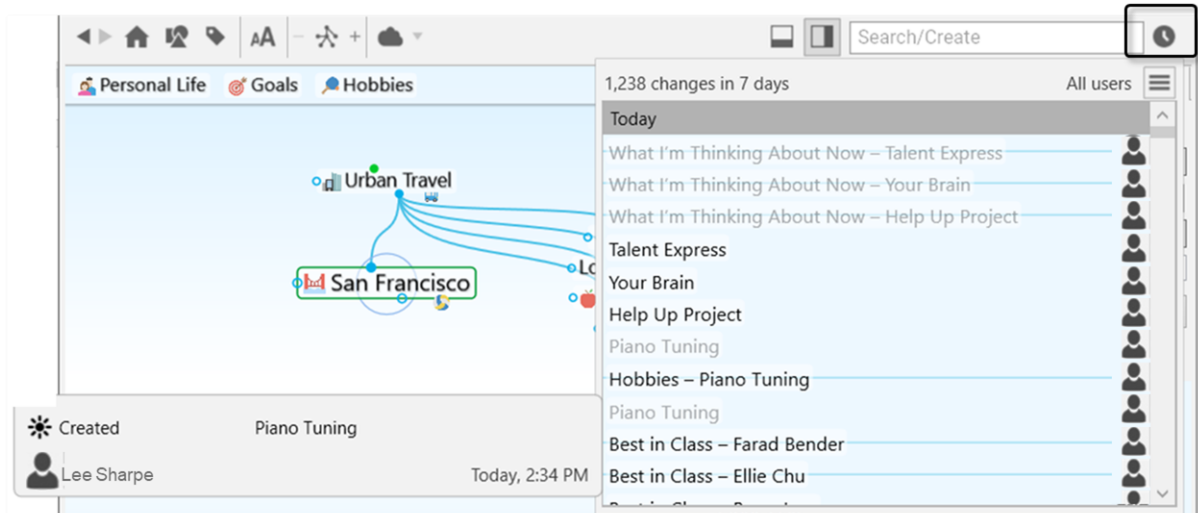 AA
Search/Create
Personal Life
Goals
Hobbies
1,238 changes in 7 days
All users
Today
What I'm Thinking About Now – Talent Express
What I'm Thinking About Now – Your Brain
What I'm Thinking About Now – Help Up Project
Talent Express
Your Brain
Help Up Project
Piano Tuning
Hobbies – Piano Tuning
Piano Tuning
Best in Class – Farad Bender
Best in Class – Ellie Chu
Urban Travel
San Francisco
Created
Piano Tuning
Lee Sharpe
Today, 2:34 PM